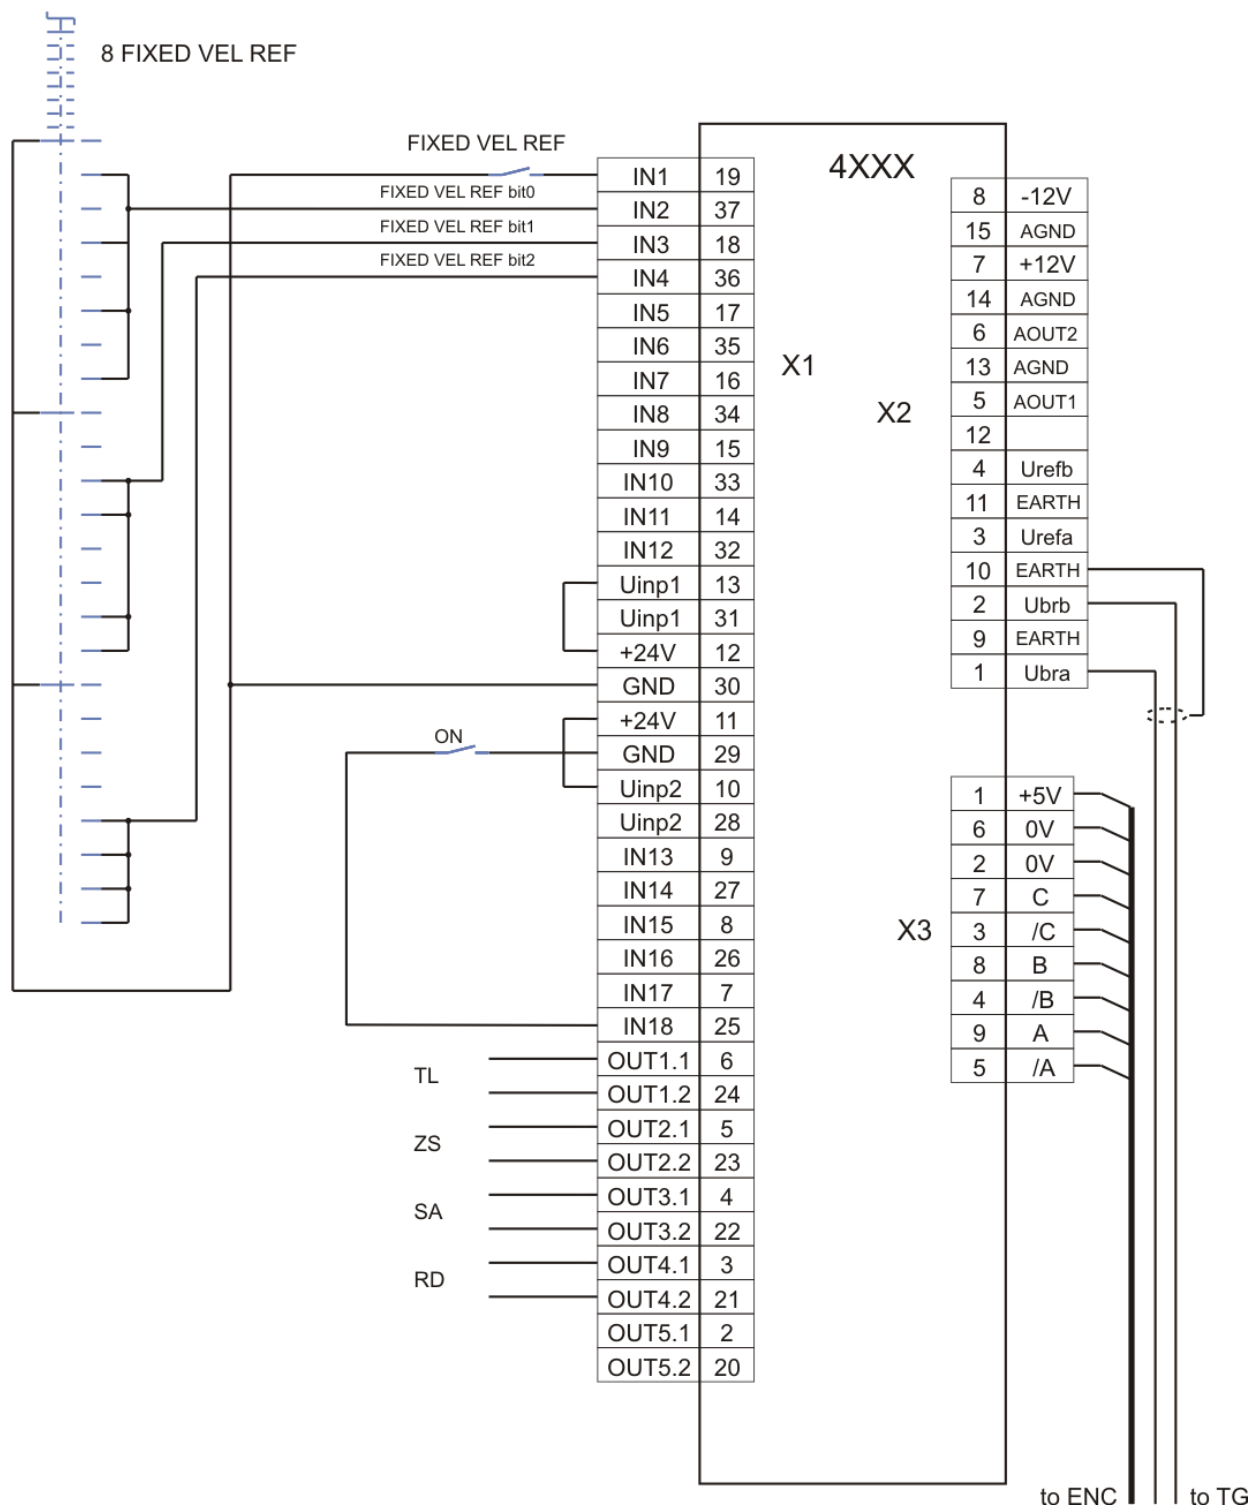 8 FIXED VEL REF
FIXED VEL REF
FIXED VEL REF bit0
FIXED VEL REF bit1
FIXED VEL REF bit2
ON
TL
ZS
SA
RD
4XXX
X1
IN1 19
IN2 37
IN3 18
IN4 36
IN5 17
IN6 35
IN7 16
IN8 34
IN9 15
IN10 33
IN11 14
IN12 32
Uinp1 13
Uinp1 31
+24V 12
GND 30
+24V 11
GND 29
Uinp2 10
Uinp2 28
IN13 9
IN14 27
IN15 8
IN16 26
IN17 7
IN18 25
OUT1.1 6
OUT1.2 24
OUT2.1 5
OUT2.2 23
OUT3.1 4
OUT3.2 22
OUT4.1 3
OUT4.2 21
OUT5.1 2
OUT5.2 20
X2
8 -12V
15 AGND
7 +12V
14 AGND
6 AOUT2
13 AGND
5 AOUT1
12
4 Urefb
11 EARTH
3 Urefa
10 EARTH
2 Ubrb
9 EARTH
1 Ubra
X3
1 +5V
6 0V
2 0V
7 C
3 /C
8 B
4 /B
9 A
5 /A
to ENC
to TG